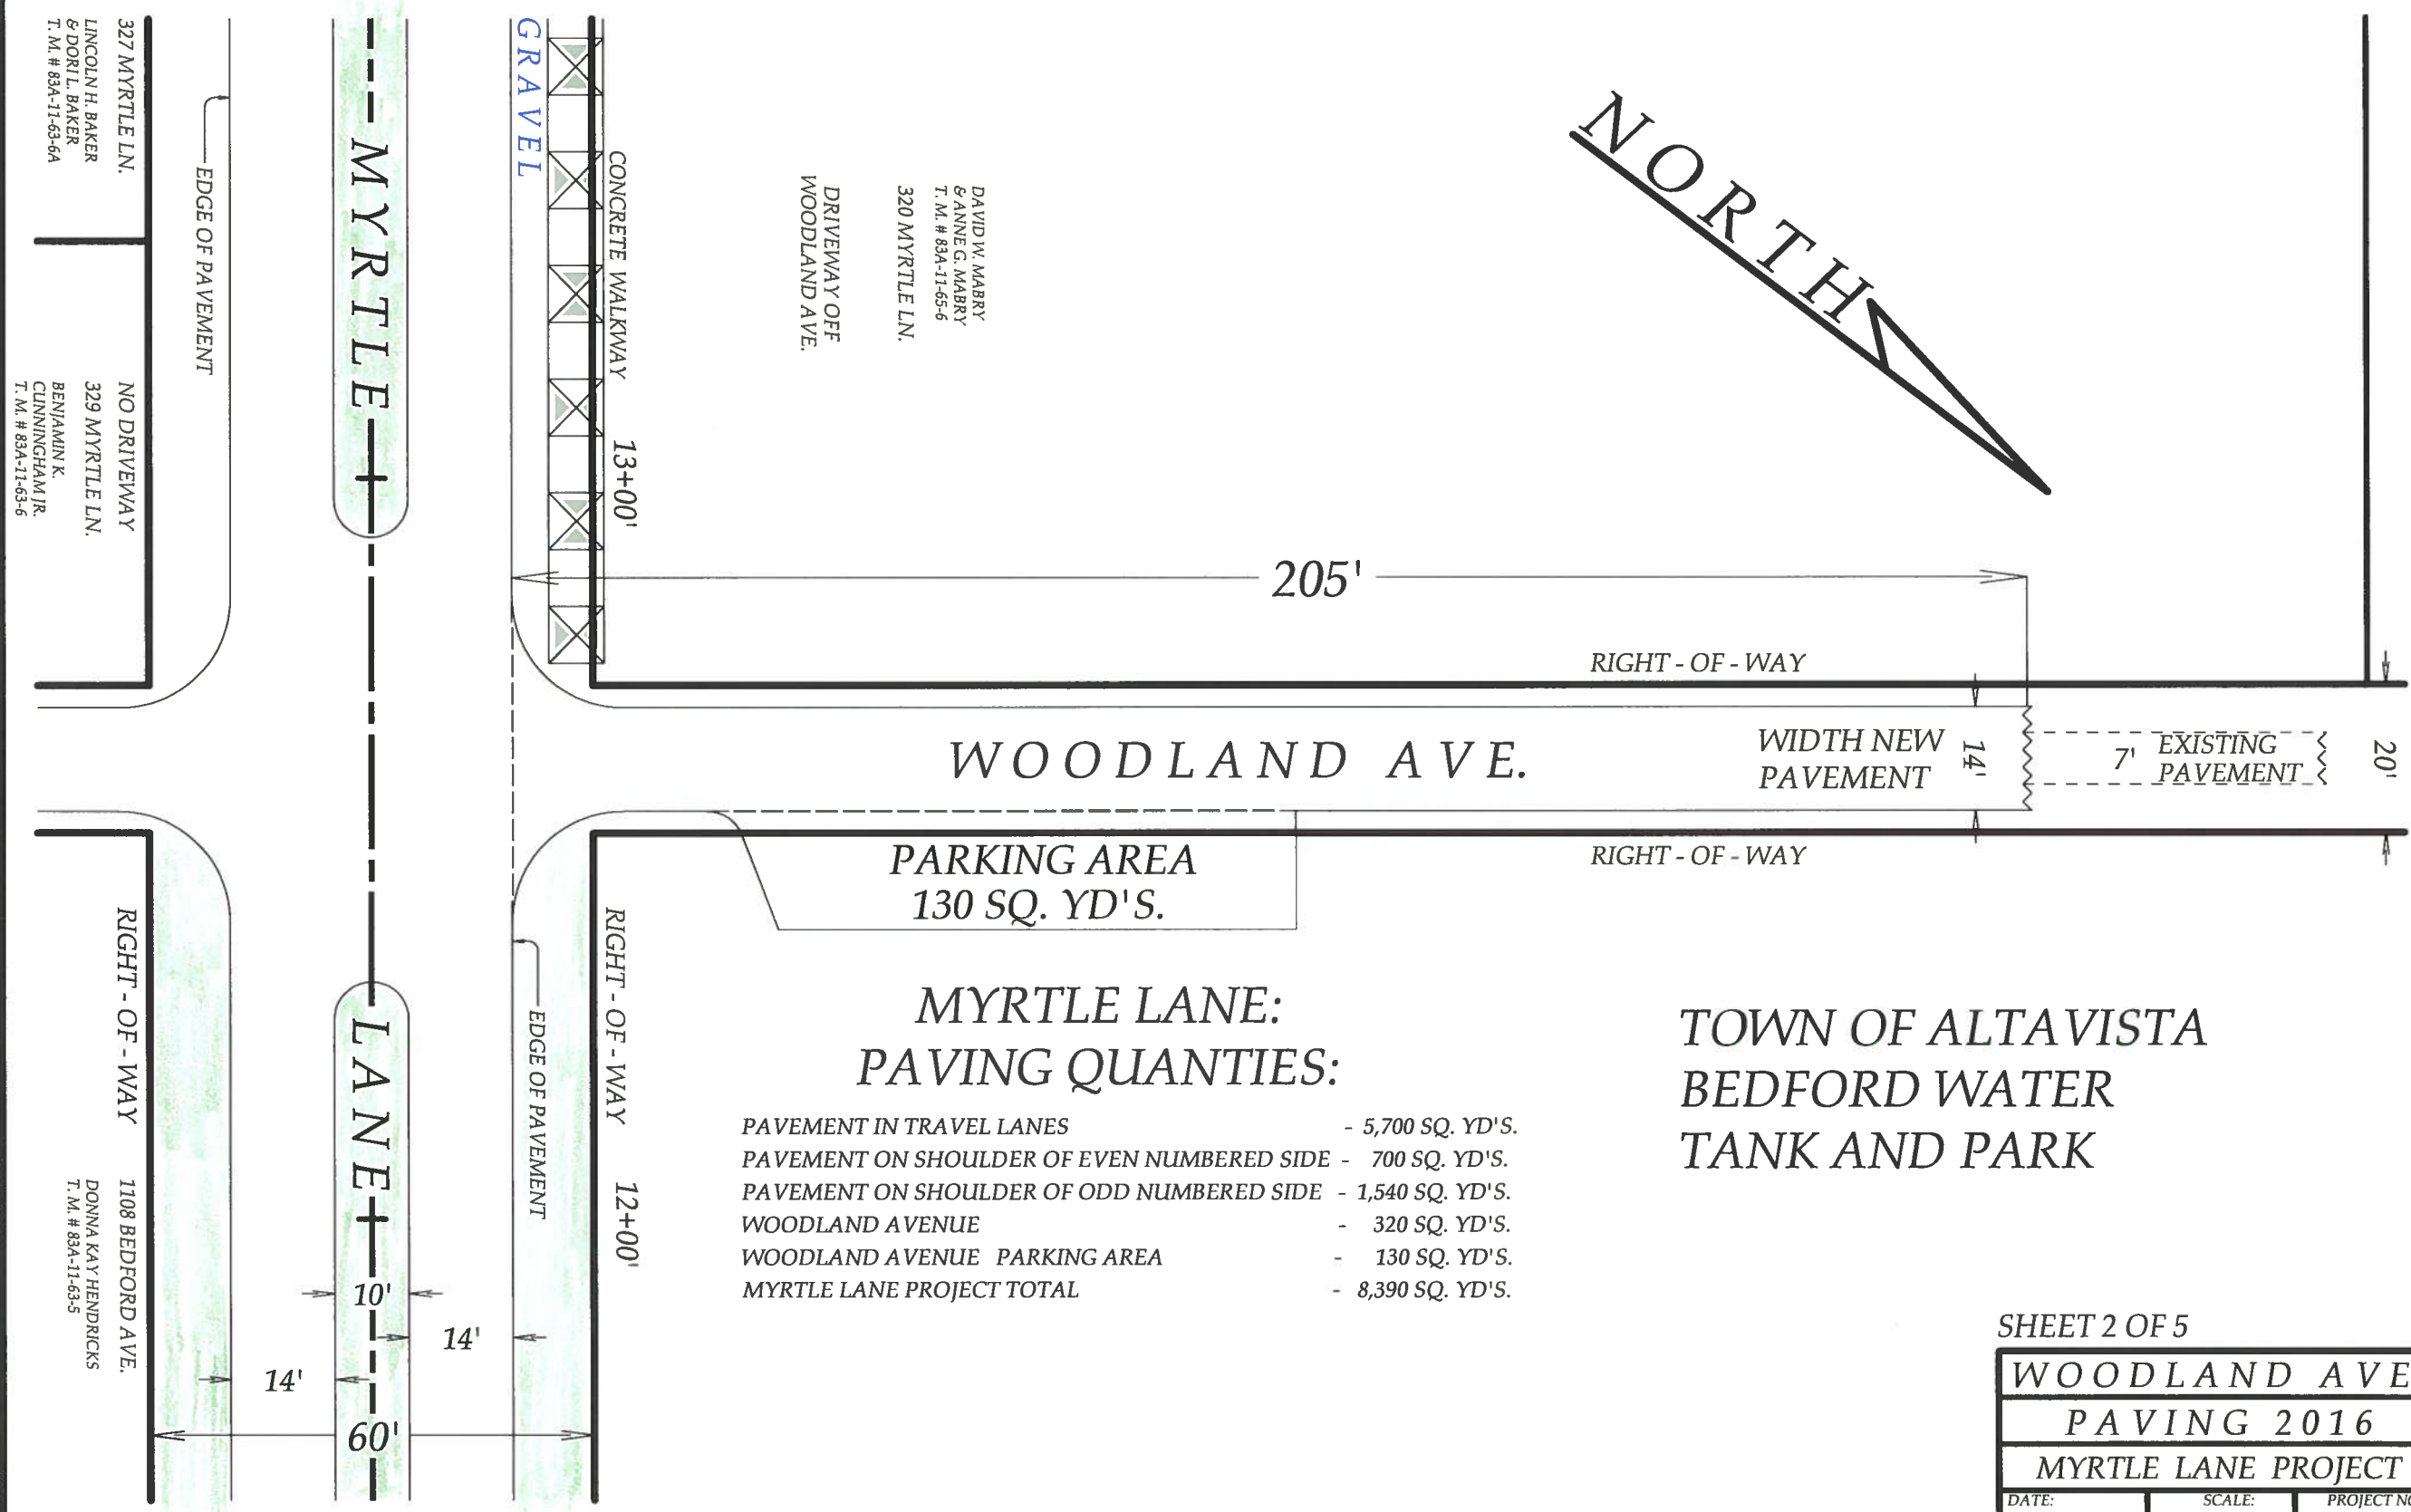 327 MYRTLE LN.
LINCOLN H. BAKER
& DORI L. BAKER
T. M. # 83A-11-63-6A
EDGE OF PAVEMENT
NO DRIVEWAY
329 MYRTLE LN.
BENJAMIN K.
CUNNINGHAM JR.
T. M. # 83A-11-63-6
MYRTLE
LANE
GRAVEL
CONCRETE WALKWAY
13+00'
DRIVEWAY OFF
WOODLAND AVE.
320 MYRTLE LN.
DAVID W. MABRY
& ANNE G. MABRY
T. M. # 83A-11-65-6
NORTH
205'
RIGHT - OF - WAY
WOODLAND AVE.
WIDTH NEW
PAVEMENT
14'
7'
EXISTING
PAVEMENT
20'
RIGHT - OF - WAY
PARKING AREA
130 SQ. YD'S.
RIGHT - OF - WAY
12+00'
EDGE OF PAVEMENT
RIGHT - OF - WAY
1108 BEDFORD AVE.
DONNA KAY HENDRICKS
T. M. # 83A-11-63-5
10'
14'
14'
60'
MYRTLE LANE:
PAVING QUANTIES:
PAVEMENT IN TRAVEL LANES - 5,700 SQ. YD'S.
PAVEMENT ON SHOULDER OF EVEN NUMBERED SIDE - 700 SQ. YD'S.
PAVEMENT ON SHOULDER OF ODD NUMBERED SIDE - 1,540 SQ. YD'S.
WOODLAND AVENUE - 320 SQ. YD'S.
WOODLAND AVENUE PARKING AREA - 130 SQ. YD'S.
MYRTLE LANE PROJECT TOTAL - 8,390 SQ. YD'S.
TOWN OF ALTAVISTA
BEDFORD WATER
TANK AND PARK
SHEET 2 OF 5
WOODLAND AVE
PAVING 2016
MYRTLE LANE PROJECT
DATE: SCALE: PROJECT NO